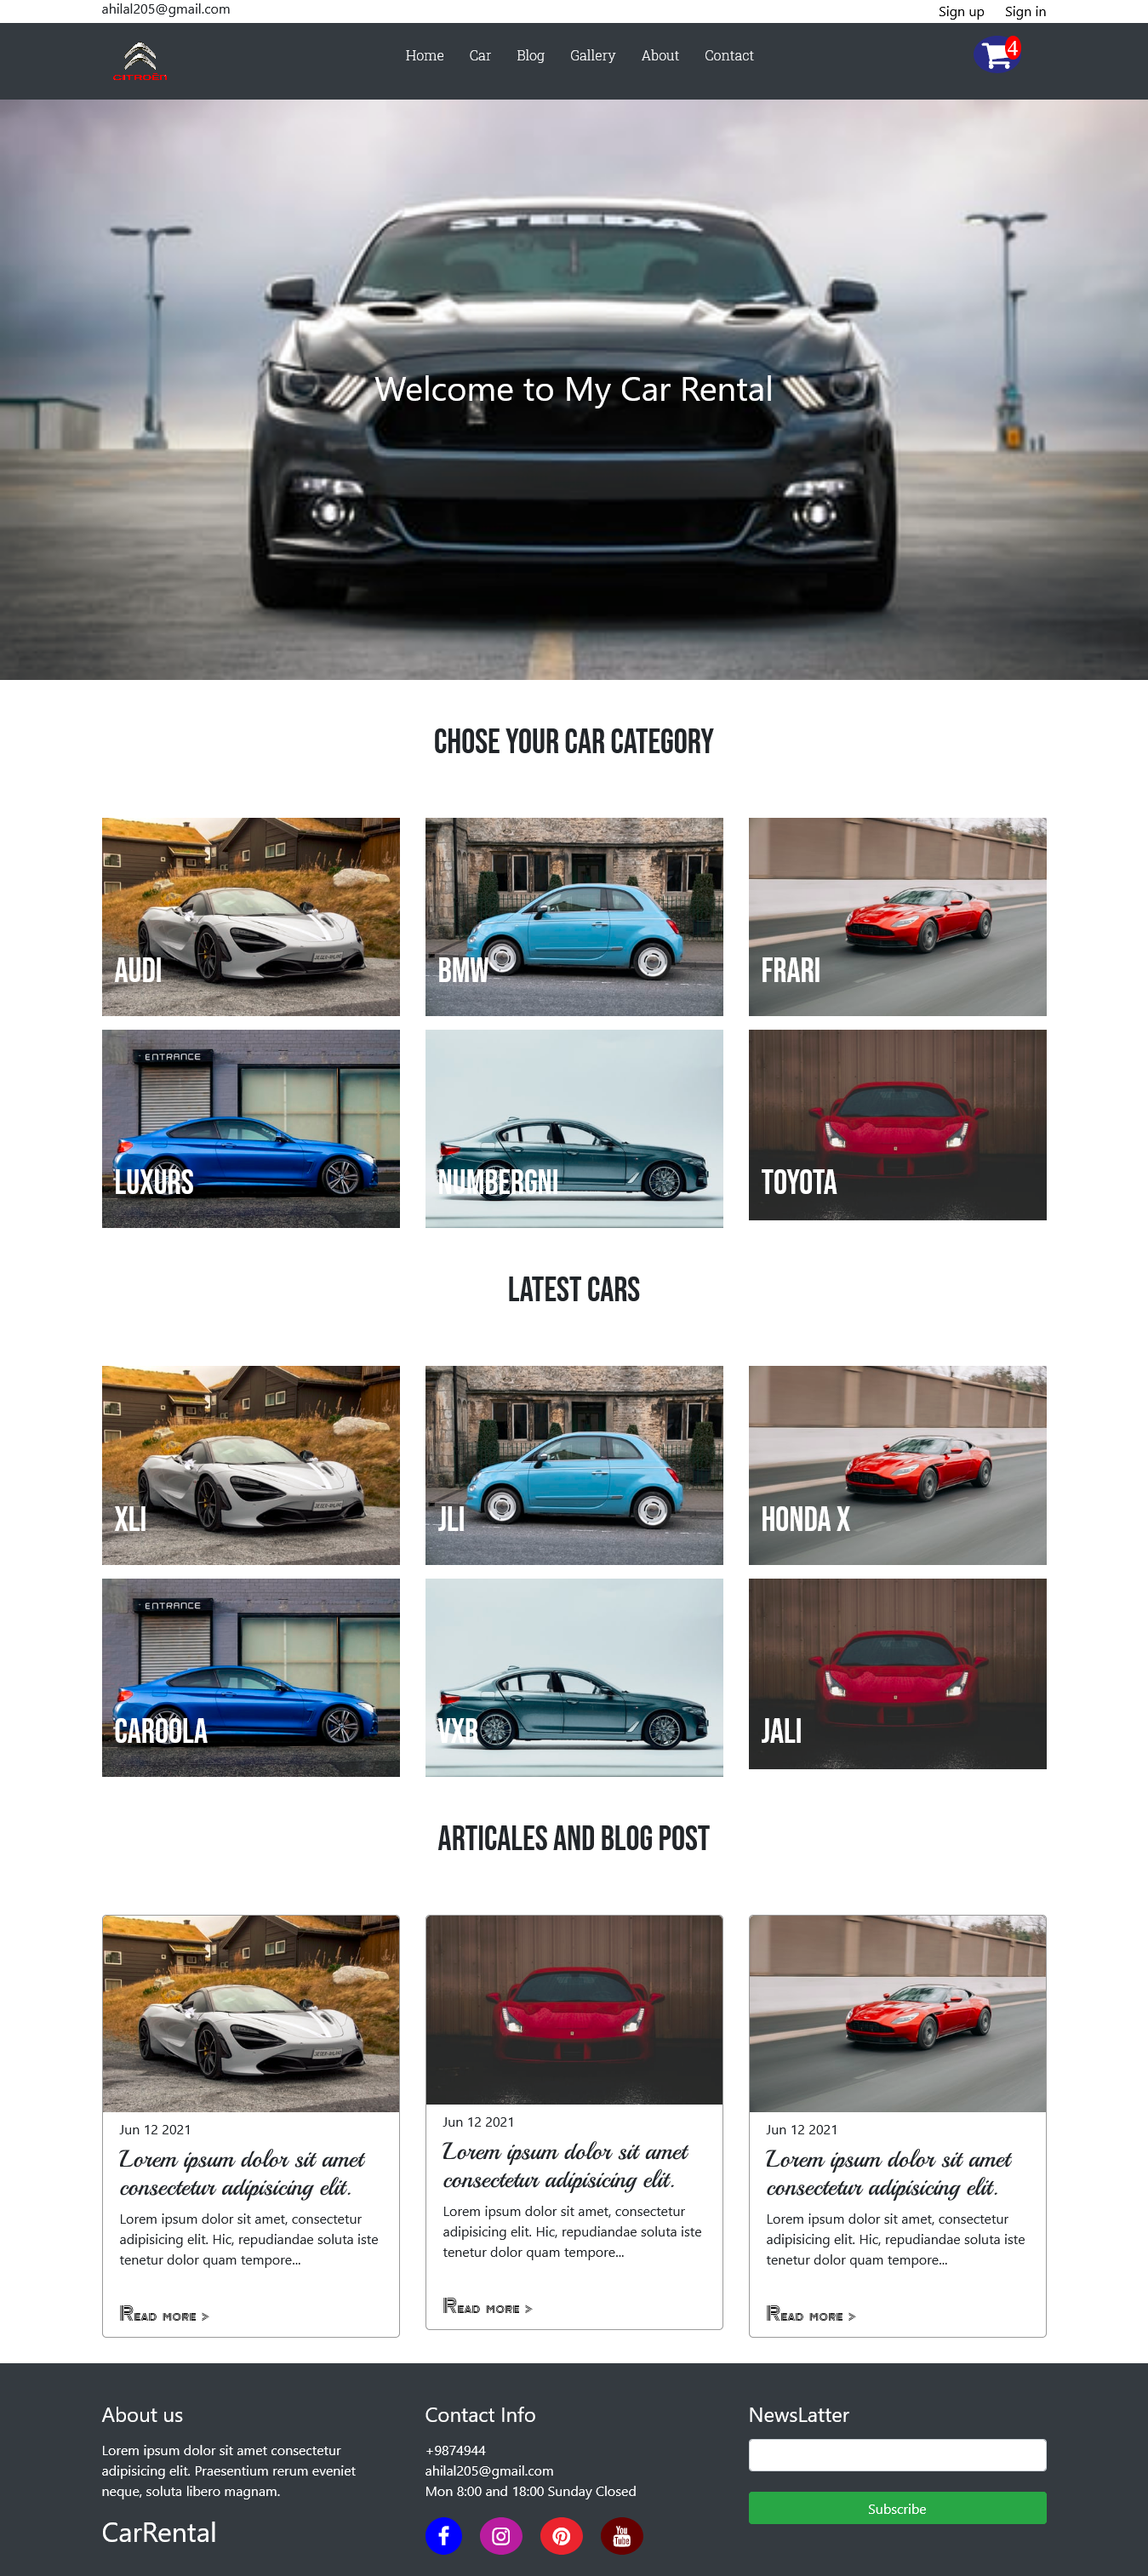 ahilal205@gmail.com
Sign up Sign in
CITROËN
Home Car Blog Gallery About Contact
4
STEEDA
Welcome to My Car Rental
CHOSE YOUR CAR CATEGORY
AUDI
BMW
FRARI
ENTRANCE
LUXURS
NUMBERGNI
TOYOTA
LATEST CARS
XLI
JLI
HONDA X
ENTRANCE
CAROOLA
VXR
JALI
ARTICALES AND BLOG POST
Jun 12 2021
Lorem ipsum dolor sit amet
consectetur adipisicing elit.
Lorem ipsum dolor sit amet, consectetur
adipisicing elit. Hic, repudiandae soluta iste
tenetur dolor quam tempore...
Read more >
Jun 12 2021
Lorem ipsum dolor sit amet
consectetur adipisicing elit.
Lorem ipsum dolor sit amet, consectetur
adipisicing elit. Hic, repudiandae soluta iste
tenetur dolor quam tempore...
Read more >
Jun 12 2021
Lorem ipsum dolor sit amet
consectetur adipisicing elit.
Lorem ipsum dolor sit amet, consectetur
adipisicing elit. Hic, repudiandae soluta iste
tenetur dolor quam tempore...
Read more >
About us
Lorem ipsum dolor sit amet consectetur
adipisicing elit. Praesentium rerum eveniet
neque, soluta libero magnam.
CarRental
Contact Info
+9874944
ahilal205@gmail.com
Mon 8:00 and 18:00 Sunday Closed
You
Tube
NewsLatter
Subscribe